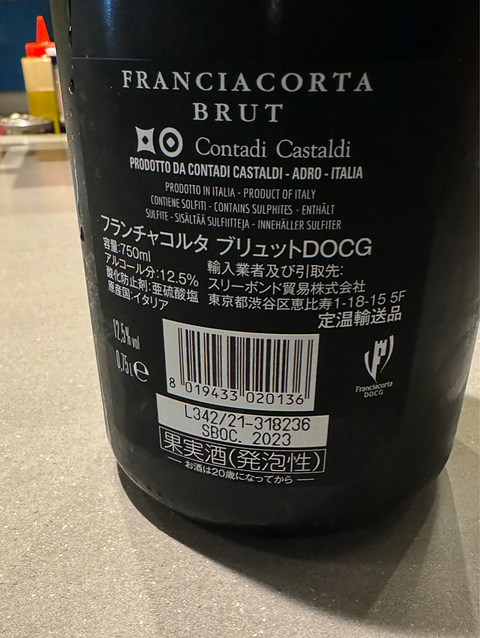 FRANCIACORTA
BRUT
Contadi Castaldi
PRODOTTO DA CONTADI CASTALDI - ADRO - ITALIA
PRODOTTO IN ITALIA - PRODUCT OF ITALY
CONTIENE SOLFITI - CONTAINS SULPHITES - ENTHÄLT
SULFITE - SISÄLTÄÄ SULFIITTEJA - INNEHÅLLER SULFITER
フランチャコルタ ブリュットDOCG
容量:750ml
アルコール分:12.5%
酸化防止剤:亜硫酸塩
原産国:イタリア
輸入業者及び引取先:
スリーボンド貿易株式会社
東京都渋谷区恵比寿1-18-15 5F
定温輸送品
12,5% vol
0,75 l e
8 019433 020136
Franciacorta
DOCG
L342/21-318236
SBOC. 2023
果実酒(発泡性)
お酒は20歳になってから